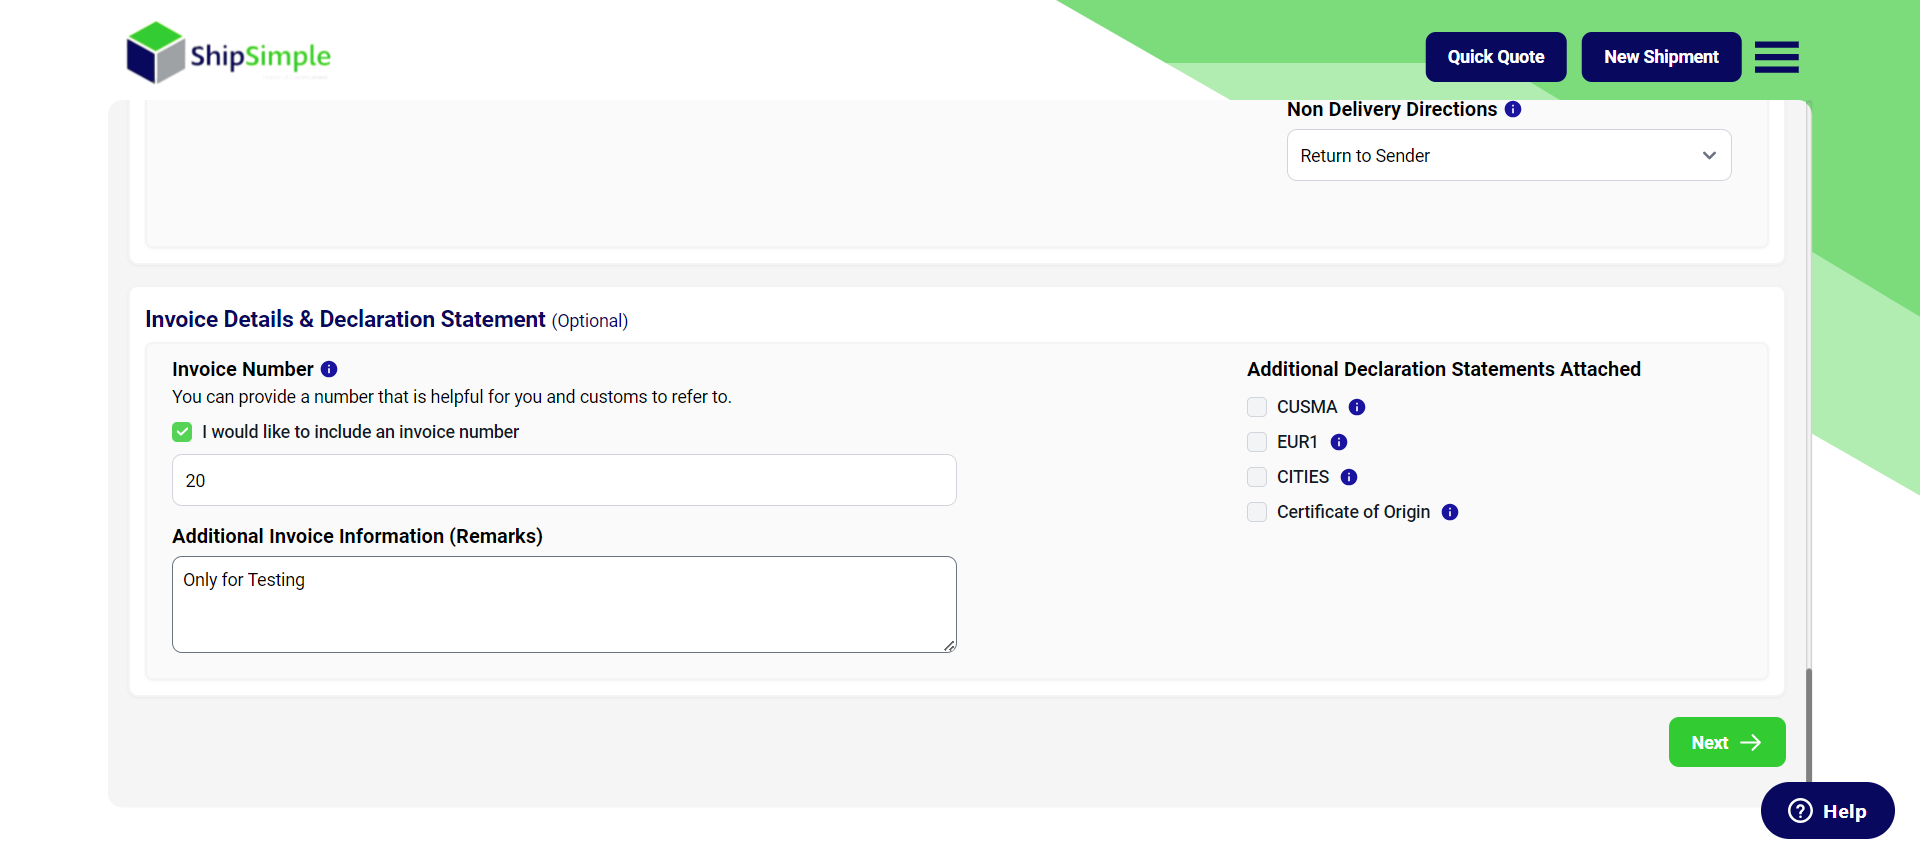 ShipSimple
Quick Quote
New Shipment
Non Delivery Directions
Return to Sender
Invoice Details & Declaration Statement (Optional)
Invoice Number
You can provide a number that is helpful for you and customs to refer to.
I would like to include an invoice number
20
Additional Invoice Information (Remarks)
Only for Testing
Additional Declaration Statements Attached
CUSMA
EUR1
CITIES
Certificate of Origin
Next
Help